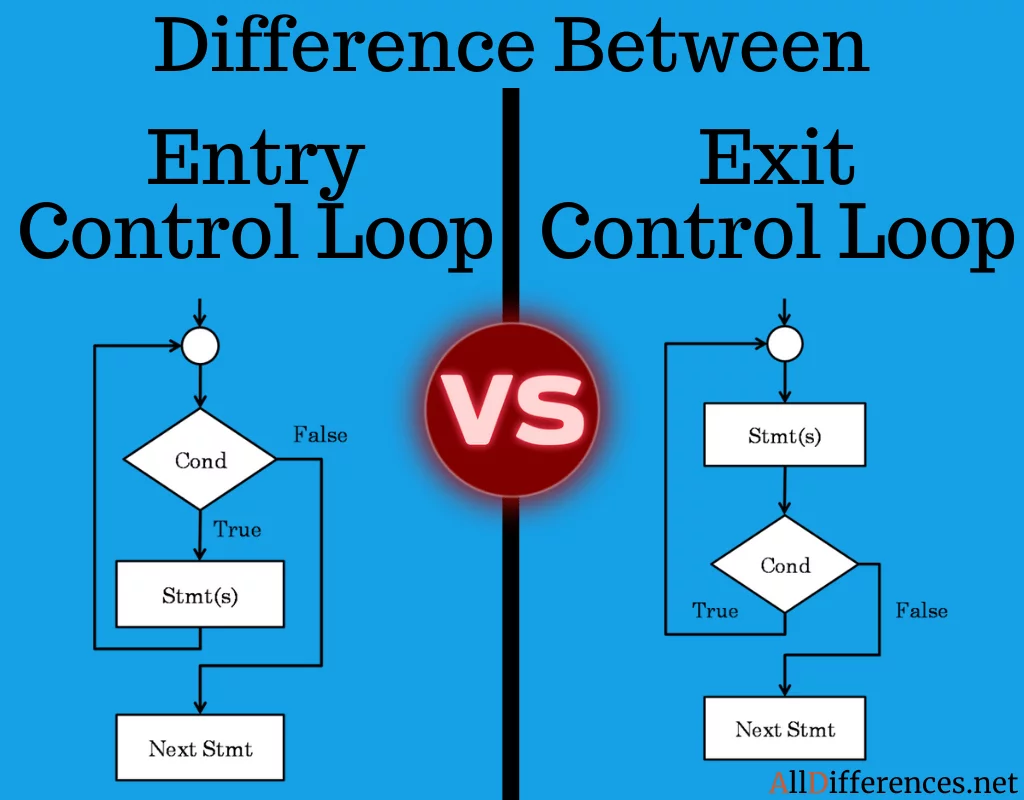 Difference Between
Entry
Control Loop
Exit
Control Loop
VS
Cond
False
True
Stmt(s)
Next Stmt
Stmt(s)
Cond
True
False
Next Stmt
AllDifferences.net